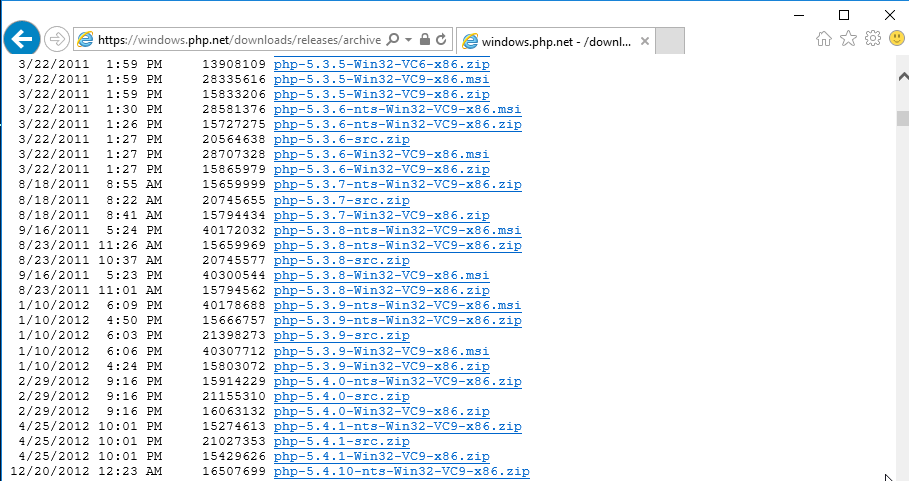 https://windows.php.net/downloads/releases/archive
windows.php.net - /downl...
3/22/2011 1:59 PM 13908109 php-5.3.5-Win32-VC6-x86.zip
3/22/2011 1:59 PM 28335616 php-5.3.5-Win32-VC9-x86.msi
3/22/2011 1:59 PM 15833206 php-5.3.5-Win32-VC9-x86.zip
3/22/2011 1:30 PM 28581376 php-5.3.6-nts-Win32-VC9-x86.msi
3/22/2011 1:26 PM 15727275 php-5.3.6-nts-Win32-VC9-x86.zip
3/22/2011 1:27 PM 20564638 php-5.3.6-src.zip
3/22/2011 1:27 PM 28707328 php-5.3.6-Win32-VC9-x86.msi
3/22/2011 1:27 PM 15865979 php-5.3.6-Win32-VC9-x86.zip
8/18/2011 8:55 AM 15659999 php-5.3.7-nts-Win32-VC9-x86.zip
8/18/2011 8:22 AM 20745655 php-5.3.7-src.zip
8/18/2011 8:41 AM 15794434 php-5.3.7-Win32-VC9-x86.zip
9/16/2011 5:24 PM 40172032 php-5.3.8-nts-Win32-VC9-x86.msi
8/23/2011 11:26 AM 15659969 php-5.3.8-nts-Win32-VC9-x86.zip
8/23/2011 10:37 AM 20745577 php-5.3.8-src.zip
9/16/2011 5:23 PM 40300544 php-5.3.8-Win32-VC9-x86.msi
8/23/2011 11:01 AM 15794562 php-5.3.8-Win32-VC9-x86.zip
1/10/2012 6:09 PM 40178688 php-5.3.9-nts-Win32-VC9-x86.msi
1/10/2012 4:50 PM 15666757 php-5.3.9-nts-Win32-VC9-x86.zip
1/10/2012 6:03 PM 21398273 php-5.3.9-src.zip
1/10/2012 6:06 PM 40307712 php-5.3.9-Win32-VC9-x86.msi
1/10/2012 4:24 PM 15803072 php-5.3.9-Win32-VC9-x86.zip
2/29/2012 9:16 PM 15914229 php-5.4.0-nts-Win32-VC9-x86.zip
2/29/2012 9:16 PM 21155310 php-5.4.0-src.zip
2/29/2012 9:16 PM 16063132 php-5.4.0-Win32-VC9-x86.zip
4/25/2012 10:01 PM 15274613 php-5.4.1-nts-Win32-VC9-x86.zip
4/25/2012 10:01 PM 21027353 php-5.4.1-src.zip
4/25/2012 10:01 PM 15429626 php-5.4.1-Win32-VC9-x86.zip
12/20/2012 12:23 AM 16507699 php-5.4.10-nts-Win32-VC9-x86.zip